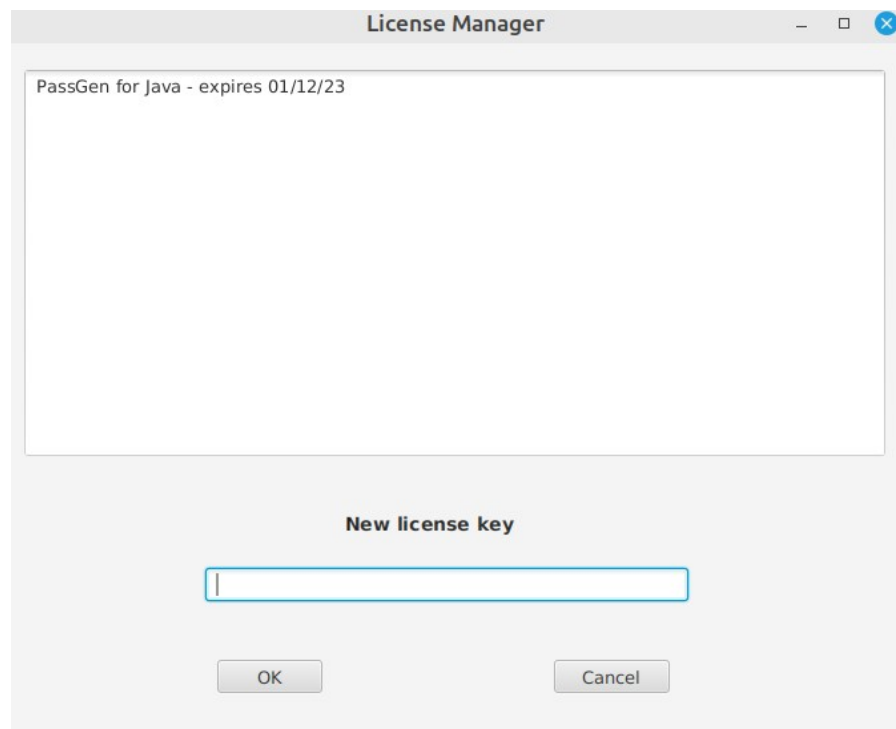 License Manager
PassGen for Java - expires 01/12/23
New license key
OK
Cancel